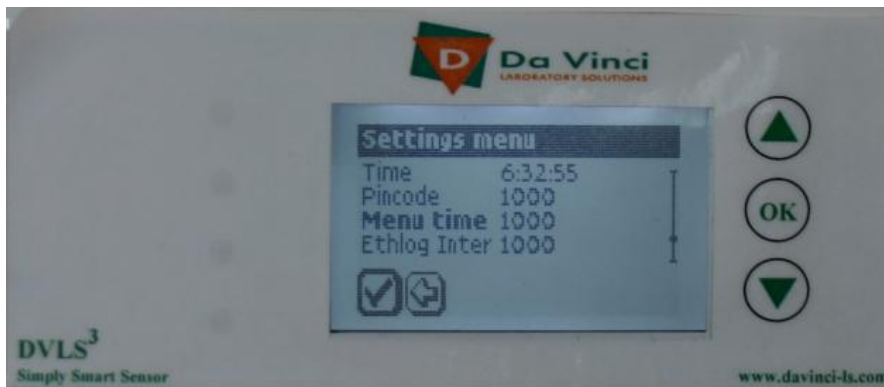 D
Da Vinci
LABORATORY SOLUTIONS
Settings menu
Time 6:32:55
Pincode 1000
Menu time 1000
Ethlog Inter 1000
OK
DVLS3
Simply Smart Sensor
www.davinci-ls.com